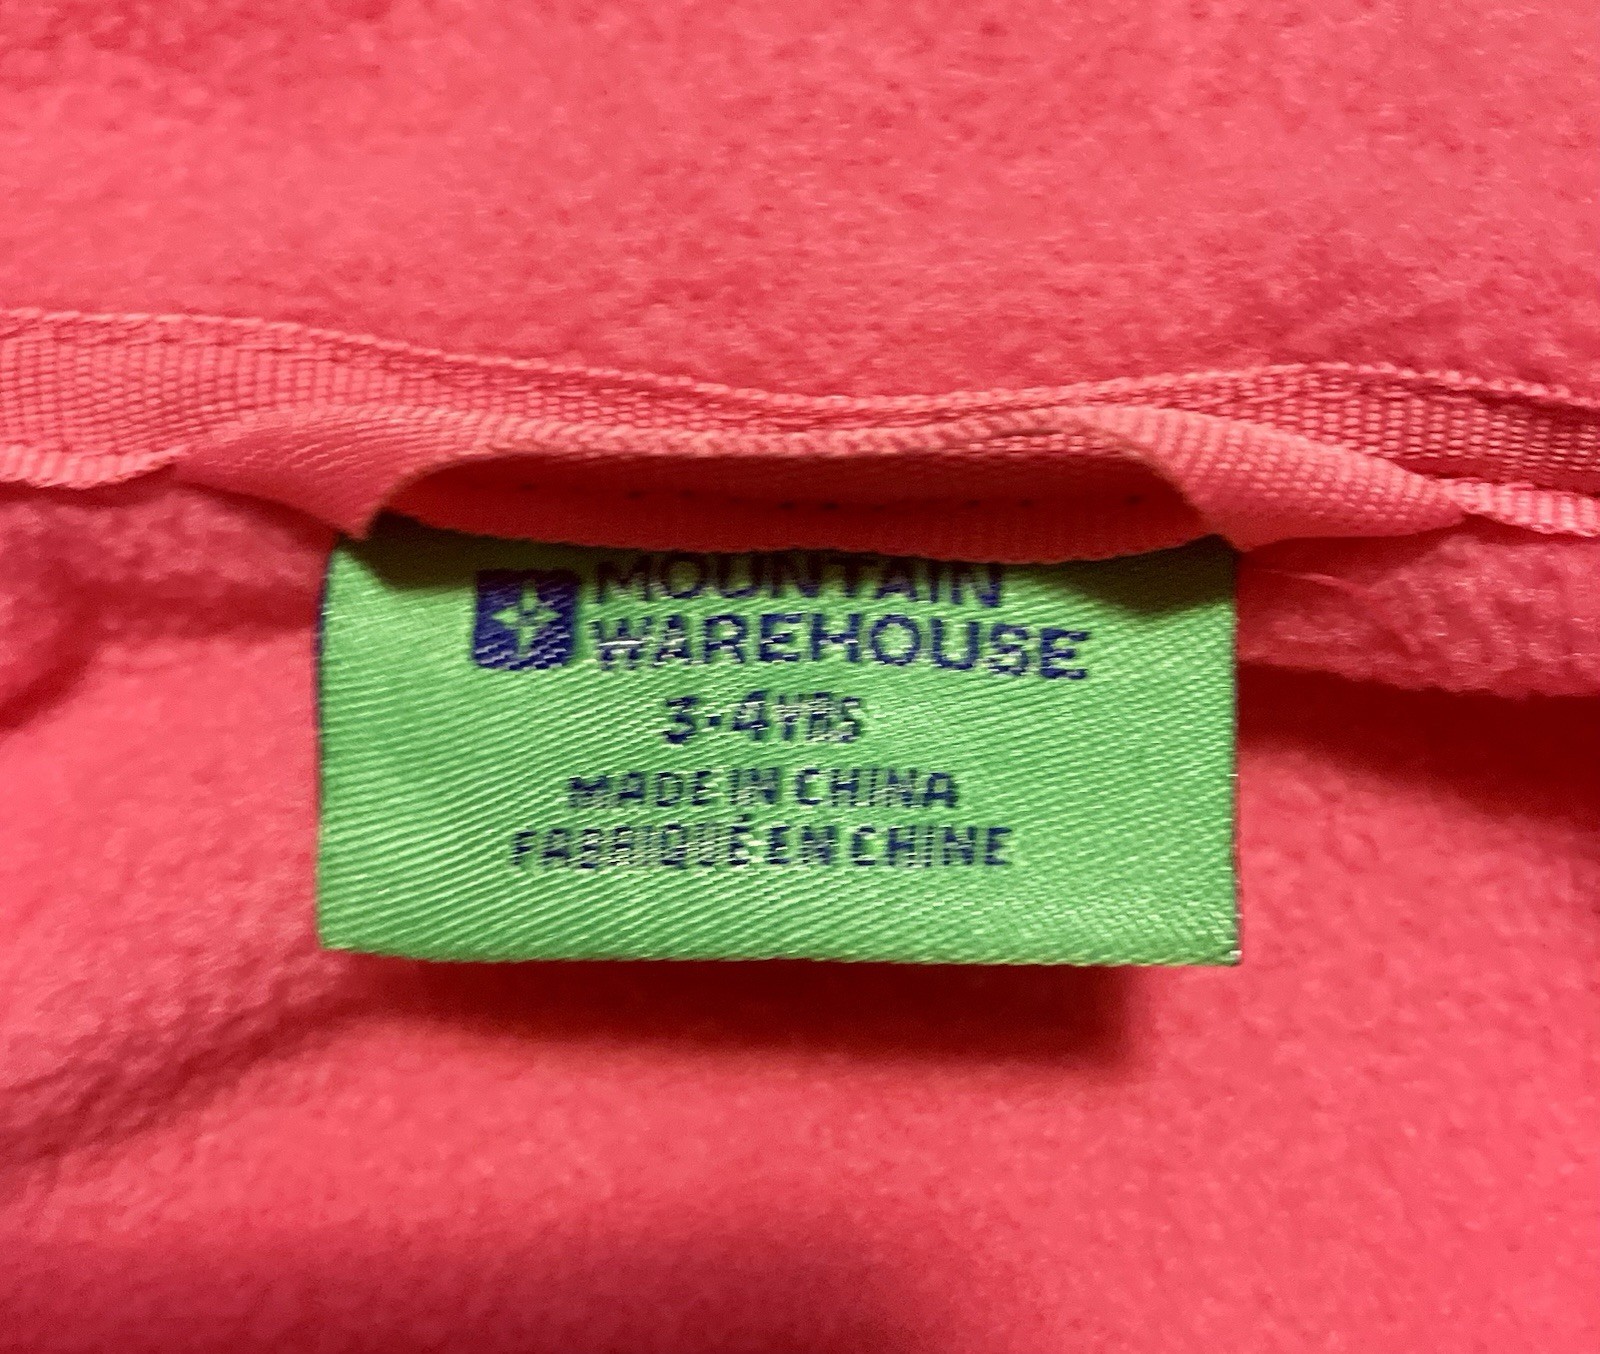 MOUNTAIN
WAREHOUSE
3-4YRS
MADE IN CHINA
FABRIQUÉ EN CHINE